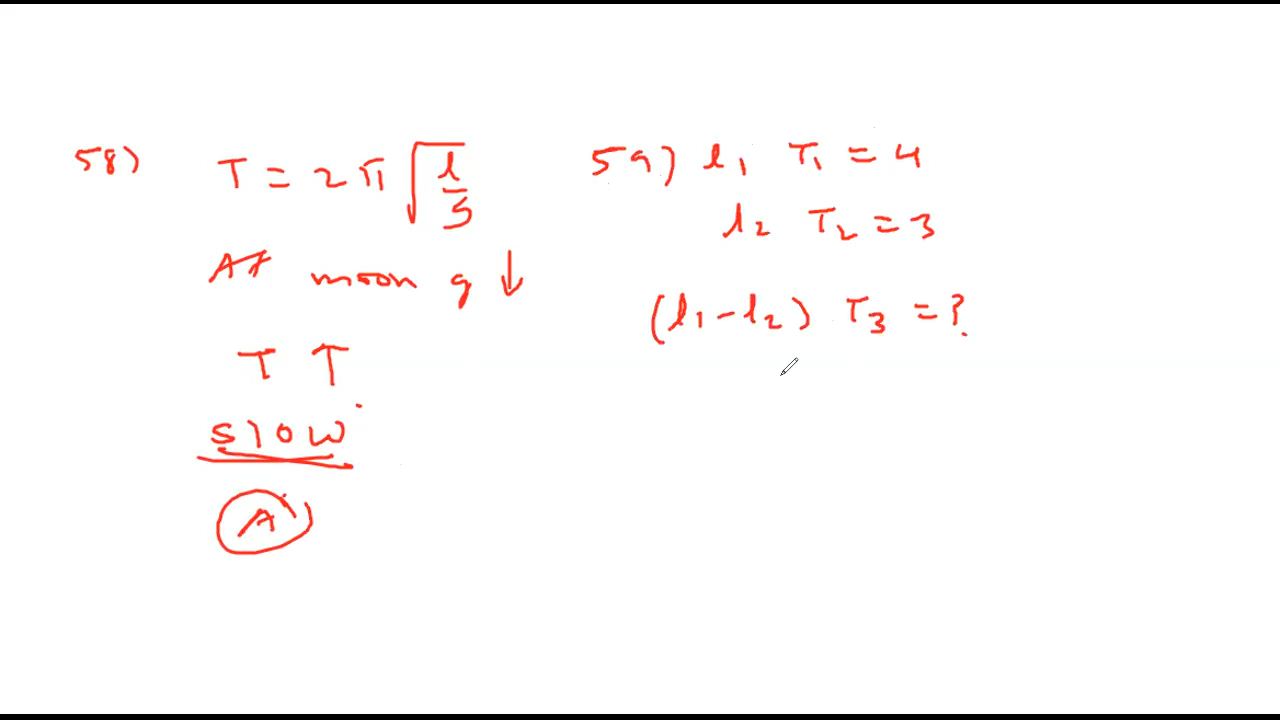 58) T = 2π √(l/g)
At moon g ↓
T ↑
slow
A
59) l₁ T₁ = 4
l₂ T₂ = 3
(l₁ - l₂) T₃ = ?